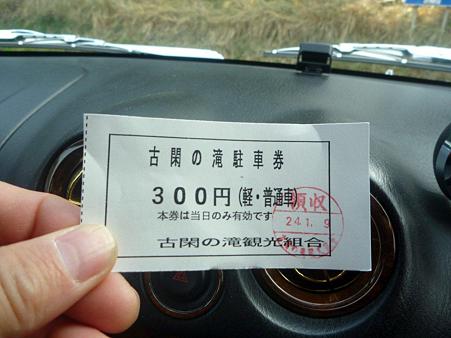 古閑の滝駐車券
300円(軽・普通車)
本券は当日のみ有効です
古閑の滝観光組合
領収
24.1.9